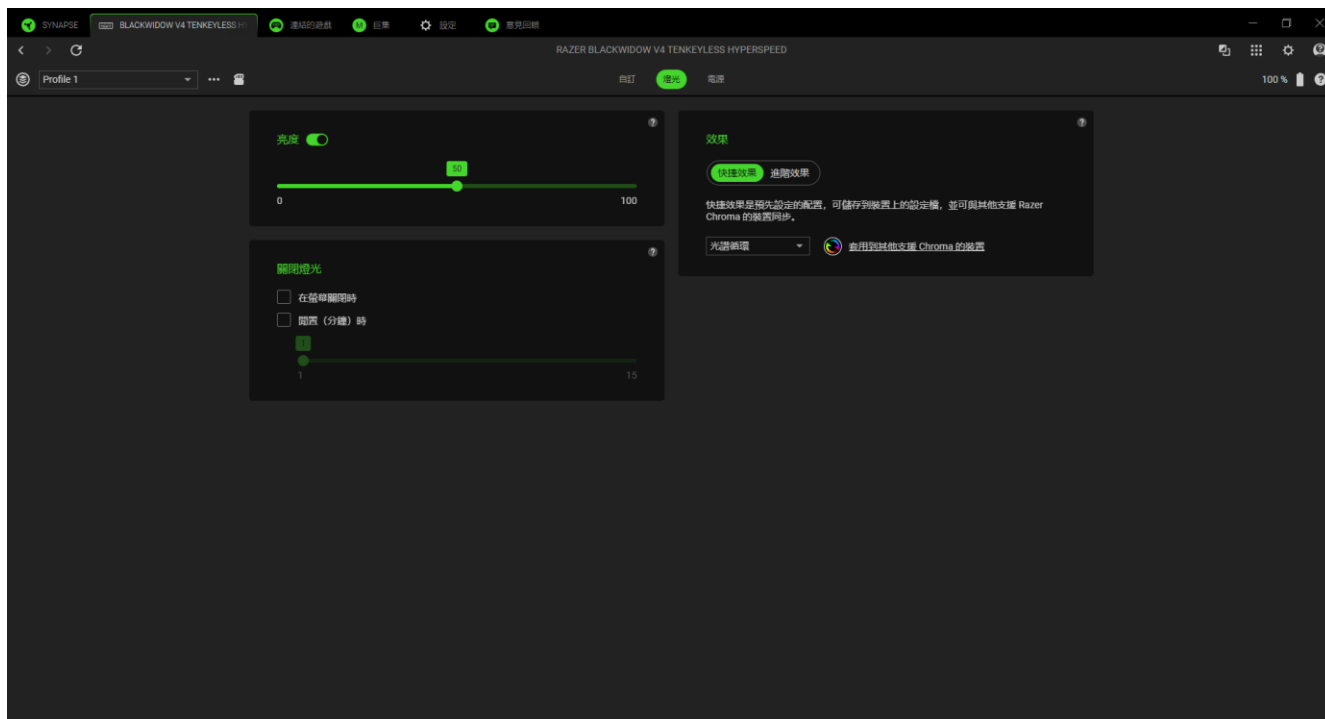 SYNAPSE
BLACKWIDOW V4 TENKEYLESS HY
連結的遊戲
巨集
設定
意見回饋
RAZER BLACKWIDOW V4 TENKEYLESS HYPERSPEED
Profile 1
自訂
燈光
電源
100 %
亮度
50
0
100
關閉燈光
在螢幕關閉時
閒置（分鐘）時
1
1
15
效果
快捷效果
進階效果
快捷效果是預先設定的配置，可儲存到裝置上的設定檔，並可與其他支援 Razer
Chroma 的裝置同步。
光譜循環
套用到其他支援 Chroma 的裝置